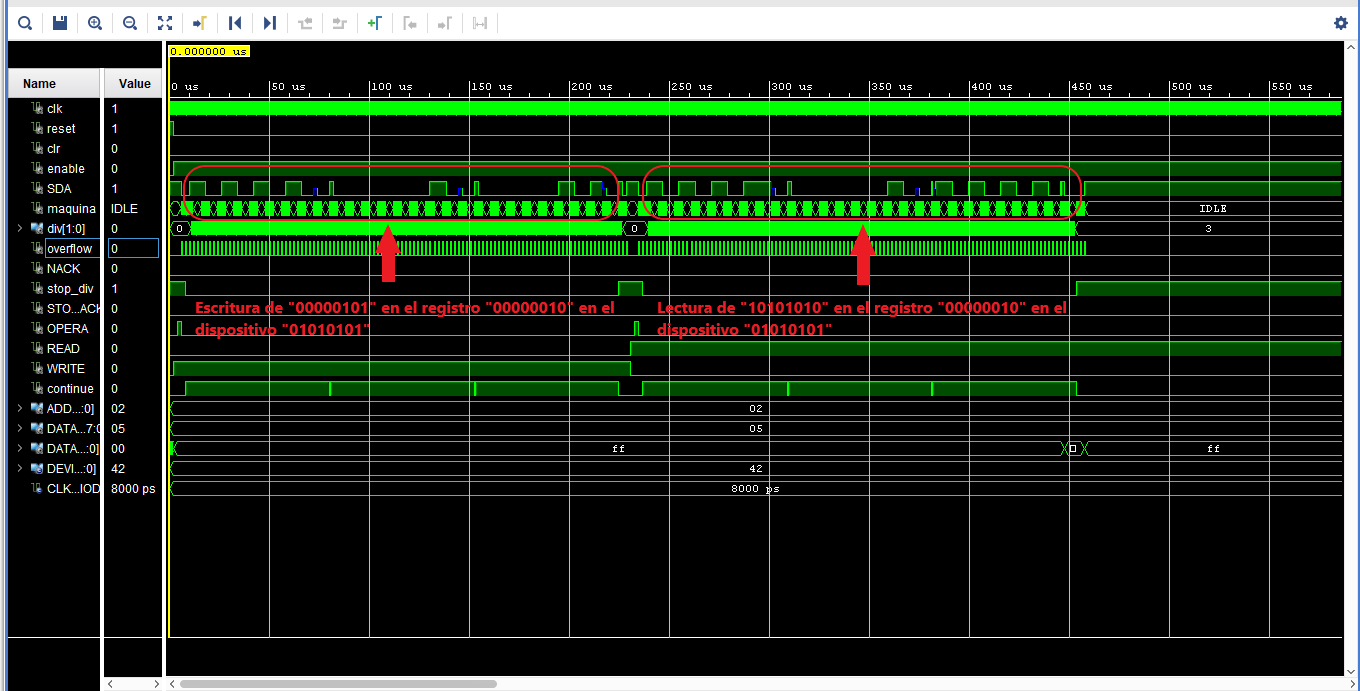 0.000000 us
Name Value
0 us 50 us 100 us 150 us 200 us 250 us 300 us 350 us 400 us 450 us 500 us 550 us
clk 1
reset 1
clr 0
enable 0
SDA 1
maquina IDLE IDLE
div[1:0] 0 0 0 3
overflow 0
NACK 0
stop_div 1
STO...ACK 0
Escritura de "00000101" en el registro "00000010" en el
dispositivo "01010101"
Lectura de "10101010" en el registro "00000010" en el
dispositivo "01010101"
OPERA 0
READ 0
WRITE 0
continue 0
ADD...:0] 02 02
DATA...7:0 05 05
DATA...:0] 00 ff ff
DEVI...:0] 42 42
CLK...IOD 8000 ps 8000 ps